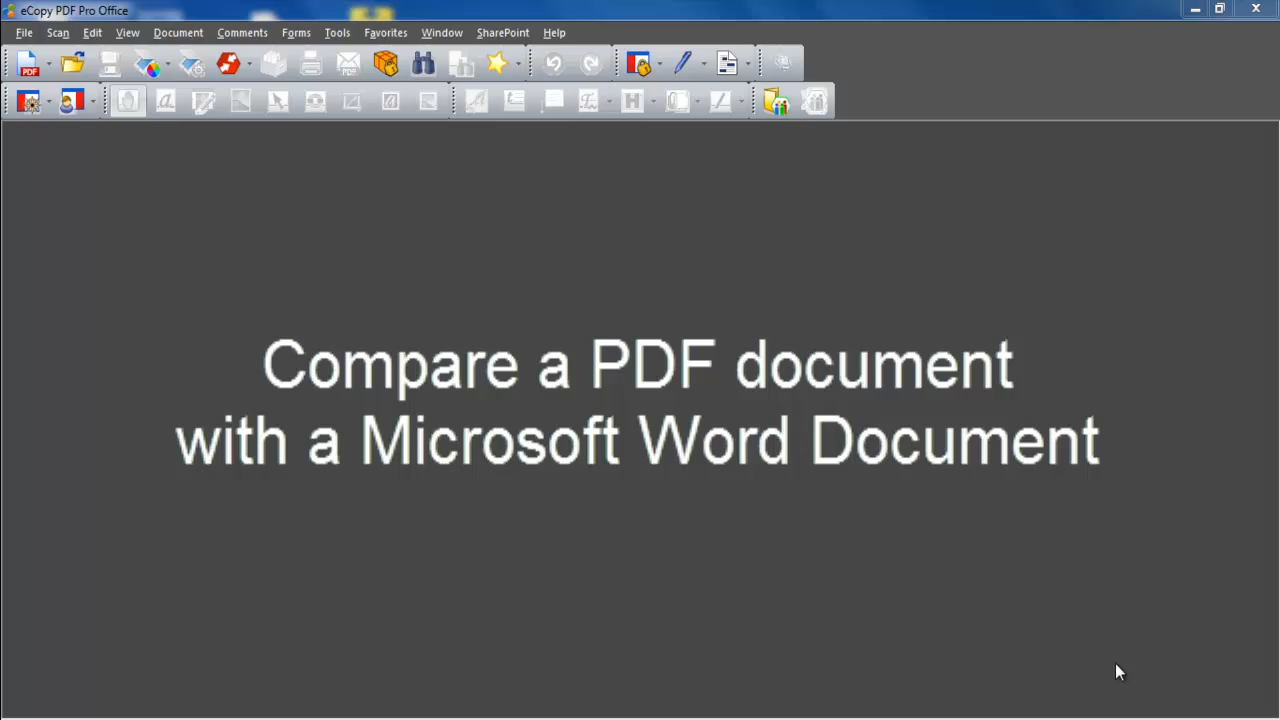 eCopy PDF Pro Office
File Scan Edit View Document Comments Forms Tools Favorites Window SharePoint Help
PDF
Compare a PDF document
with a Microsoft Word Document